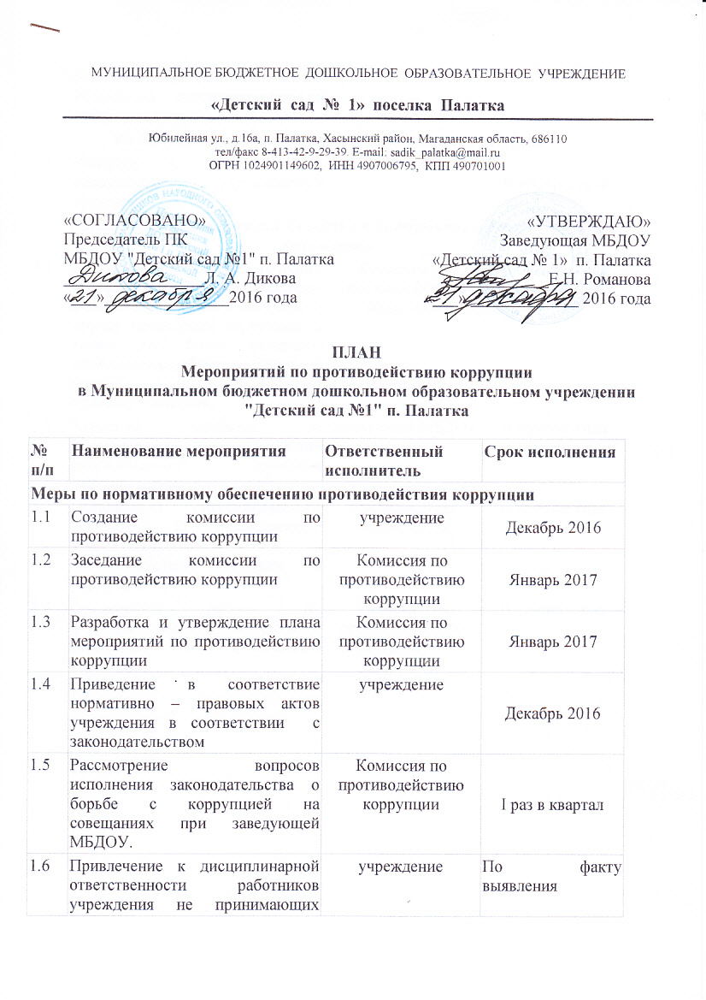 МУНИЦИПАЛЬНОЕ БЮДЖЕТНОЕ ДОШКОЛЬНОЕ ОБРАЗОВАТЕЛЬНОЕ УЧРЕЖДЕНИЕ
«Детский сад № 1» поселка Палатка
Юбилейная ул., д.16а, п. Палатка, Хасынский район, Магаданская область, 686110
тел/факс 8-413-42-9-29-39. E-mail: sadik_palatka@mail.ru
ОГРН 1024901149602, ИНН 4907006795, КПП 490701001
«СОГЛАСОВАНО»
Председатель ПК
МБДОУ "Детский сад №1" п. Палатка
Дикова Л. А. Дикова
«21» декабря 2016 года
«УТВЕРЖДАЮ»
Заведующая МБДОУ
«Детский сад № 1» п. Палатка
Е.Н. Романова
21» декабря 2016 года
ПЛАН
Мероприятий по противодействию коррупции
в Муниципальном бюджетном дошкольном образовательном учреждении
"Детский сад №1" п. Палатка
№ п/п Наименование мероприятия Ответственный исполнитель Срок исполнения
Меры по нормативному обеспечению противодействия коррупции
1.1 Создание комиссии по
противодействию коррупции
учреждение
Декабрь 2016
1.2 Заседание комиссии по
противодействию коррупции
Комиссия по
противодействию
коррупции
Январь 2017
1.3 Разработка и утверждение плана
мероприятий по противодействию
коррупции
Комиссия по
противодействию
коррупции
Январь 2017
1.4 Приведение в соответствие
нормативно – правовых актов
учреждения в соответствии с
законодательством
учреждение
Декабрь 2016
1.5 Рассмотрение вопросов
исполнения законодательства о
борьбе с коррупцией на
совещаниях при заведующей
МБДОУ.
Комиссия по
противодействию
коррупции
I раз в квартал
1.6 Привлечение к дисциплинарной
ответственности работников
учреждения не принимающих
учреждение
По факту
выявления